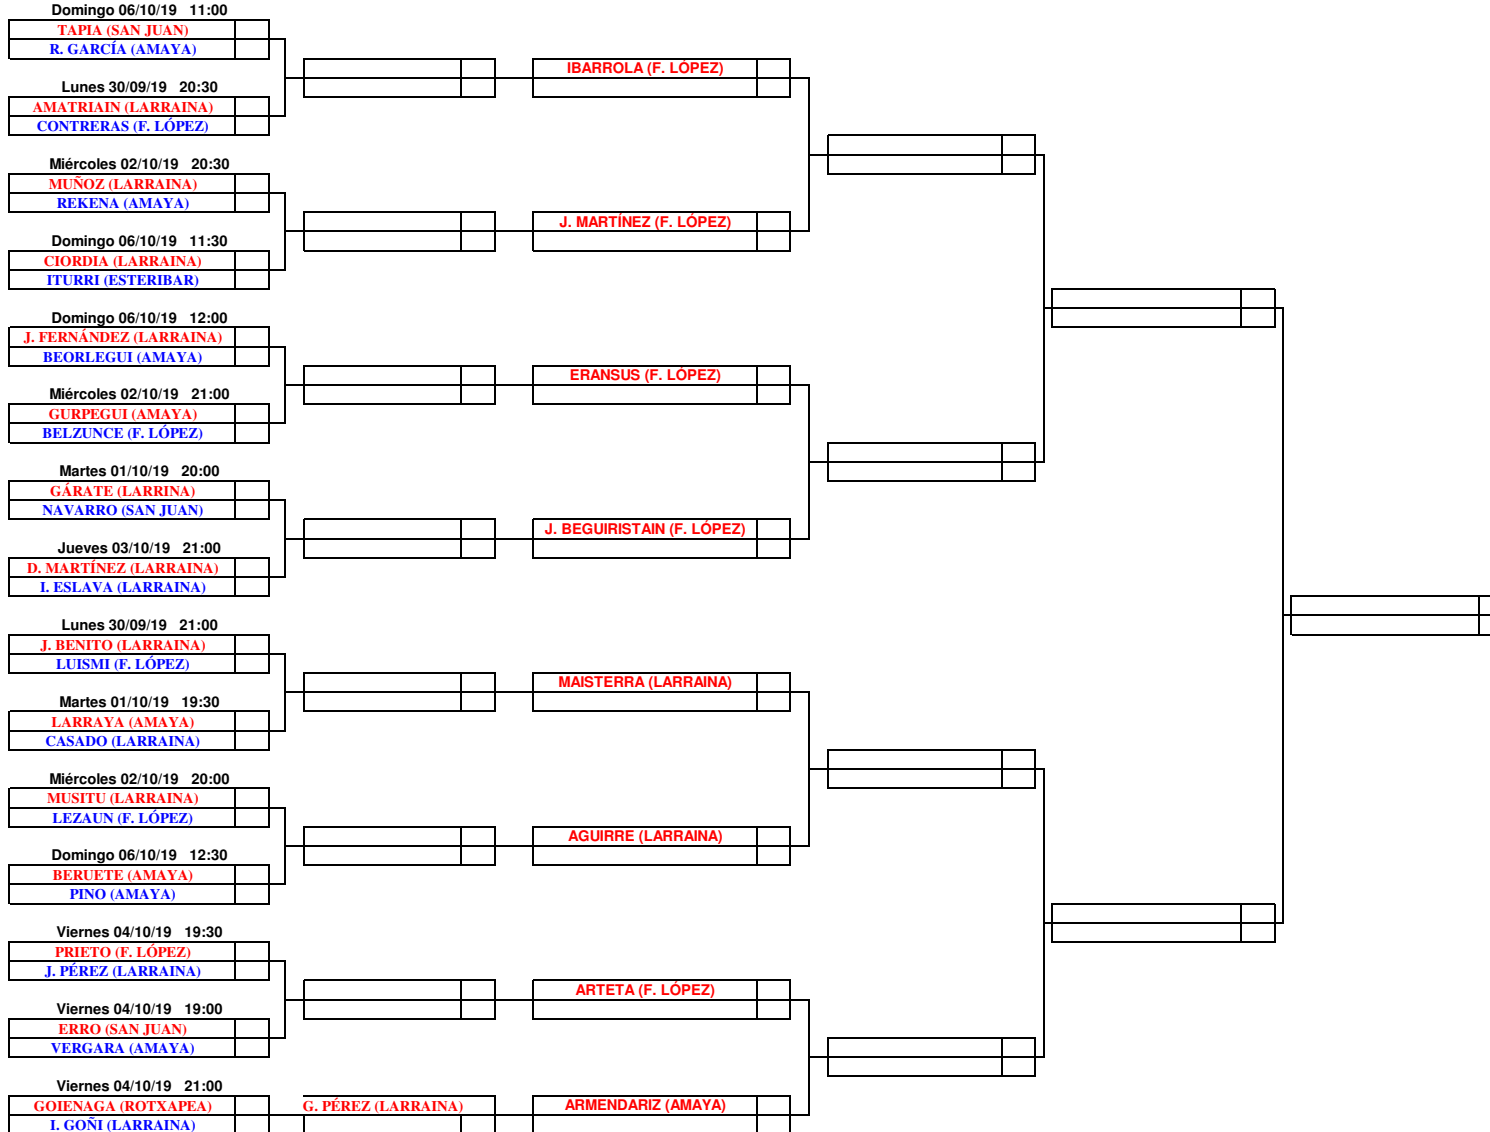 Domingo 06/10/19 11:00
TAPIA (SAN JUAN)
R. GARCÍA (AMAYA)
IBARROLA (F. LÓPEZ)
Lunes 30/09/19 20:30
AMATRIAIN (LARRAINA)
CONTRERAS (F. LÓPEZ)
Miércoles 02/10/19 20:30
MUÑOZ (LARRAINA)
REKENA (AMAYA)
J. MARTÍNEZ (F. LÓPEZ)
Domingo 06/10/19 11:30
CIORDIA (LARRAINA)
ITURRI (ESTERIBAR)
Domingo 06/10/19 12:00
J. FERNÁNDEZ (LARRAINA)
BEORLEGUI (AMAYA)
ERANSUS (F. LÓPEZ)
Miércoles 02/10/19 21:00
GURPEGUI (AMAYA)
BELZUNCE (F. LÓPEZ)
Martes 01/10/19 20:00
GÁRATE (LARRINA)
NAVARRO (SAN JUAN)
J. BEGUIRISTAIN (F. LÓPEZ)
Jueves 03/10/19 21:00
D. MARTÍNEZ (LARRAINA)
I. ESLAVA (LARRAINA)
Lunes 30/09/19 21:00
J. BENITO (LARRAINA)
LUISMI (F. LÓPEZ)
MAISTERRA (LARRAINA)
Martes 01/10/19 19:30
LARRAYA (AMAYA)
CASADO (LARRAINA)
Miércoles 02/10/19 20:00
MUSITU (LARRAINA)
LEZAUN (F. LÓPEZ)
AGUIRRE (LARRAINA)
Domingo 06/10/19 12:30
BERUETE (AMAYA)
PINO (AMAYA)
Viernes 04/10/19 19:30
PRIETO (F. LÓPEZ)
J. PÉREZ (LARRAINA)
ARTETA (F. LÓPEZ)
Viernes 04/10/19 19:00
ERRO (SAN JUAN)
VERGARA (AMAYA)
Viernes 04/10/19 21:00
GOIENAGA (ROTXAPEA)
G. PÉREZ (LARRAINA)
ARMENDARIZ (AMAYA)
I. GOÑI (LARRAINA)